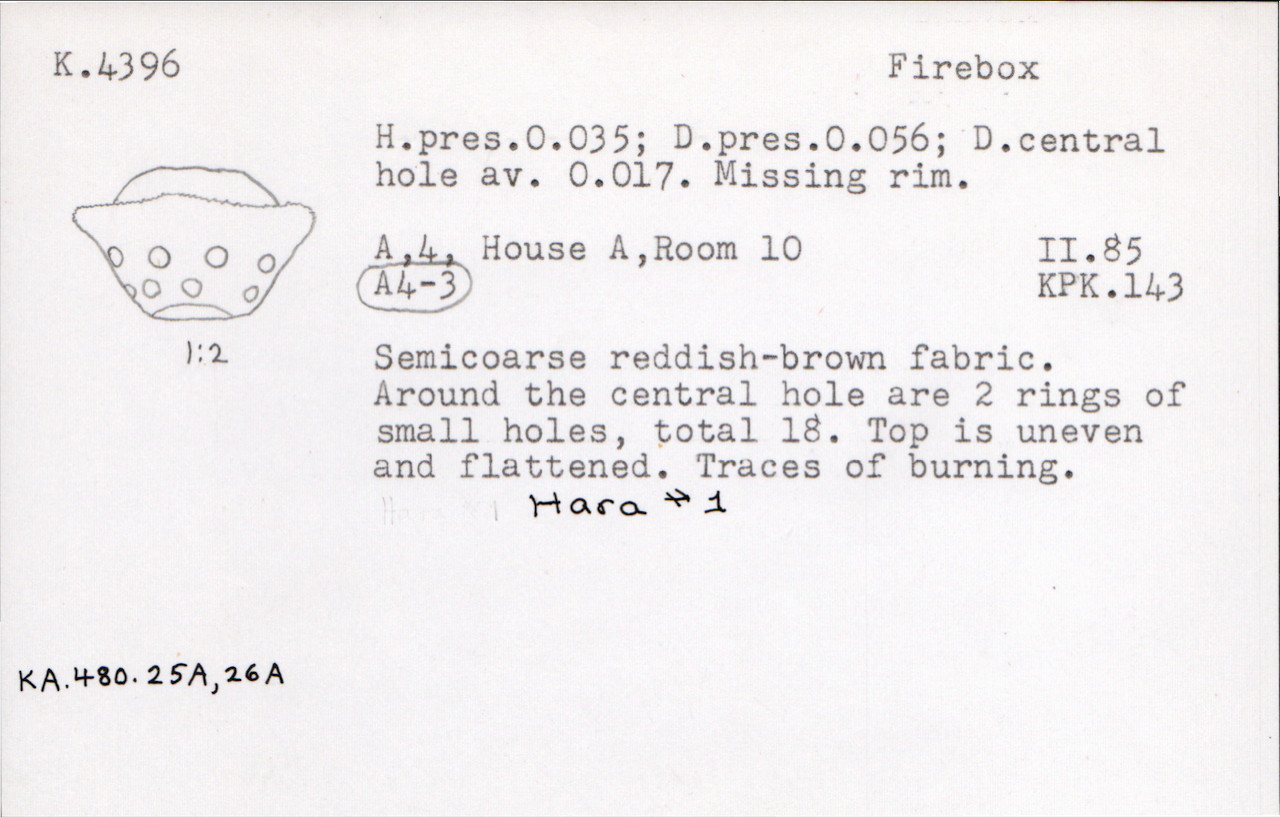 K.4396
Firebox
H.pres.0.035; D.pres.0.056; D.central
hole av. 0.017. Missing rim.
A,4, House A,Room 10
II.85
A4-3
KPK.143
1:2
Semicoarse reddish-brown fabric.
Around the central hole are 2 rings of
small holes, total 18. Top is uneven
and flattened. Traces of burning.
Hara # 1
KA.480.25A,26A